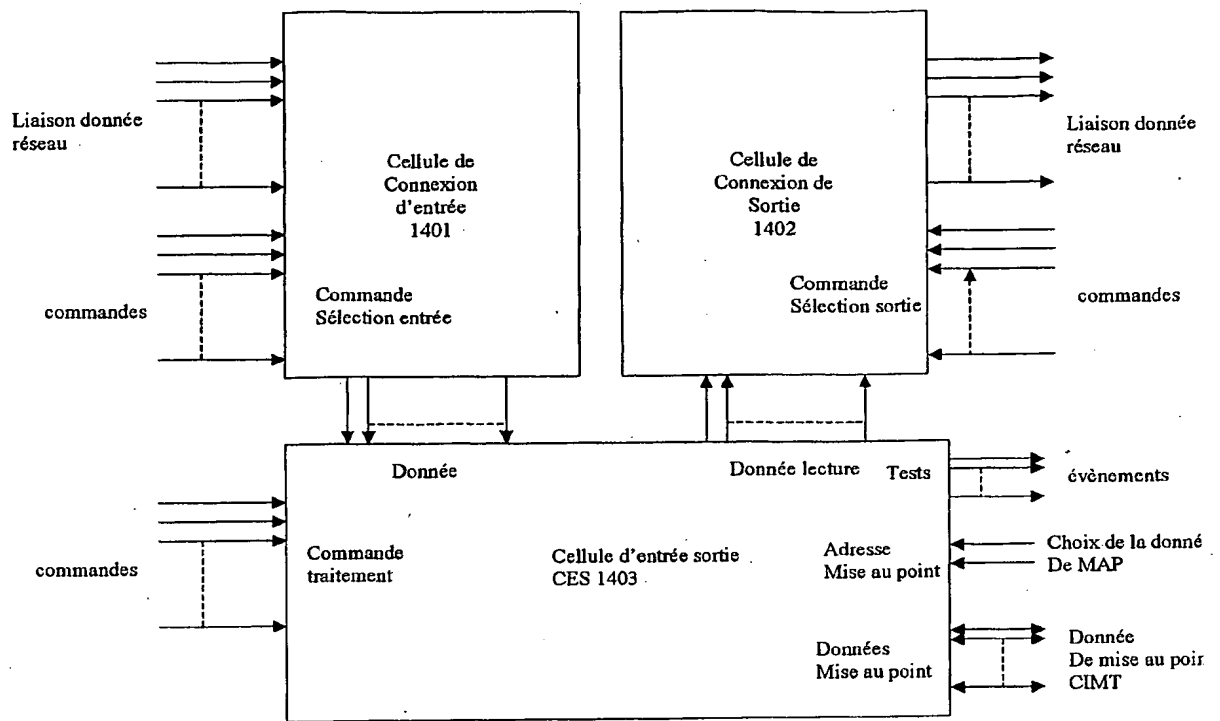 Liaison donnée
réseau
commandes
Cellule de
Connexion
d'entrée
1401
Commande
Sélection entrée
Cellule de
Connexion de
Sortie
1402
Commande
Sélection sortie
Liaison donnée
réseau
commandes
Donnée
Donnée lecture
Tests
évènements
commandes
Commande
traitement
Cellule d'entrée sortie
CES 1403
Adresse
Mise au point
Choix de la donné
De MAP
Données
Mise au point
Donnée
De mise au poin
CIMT